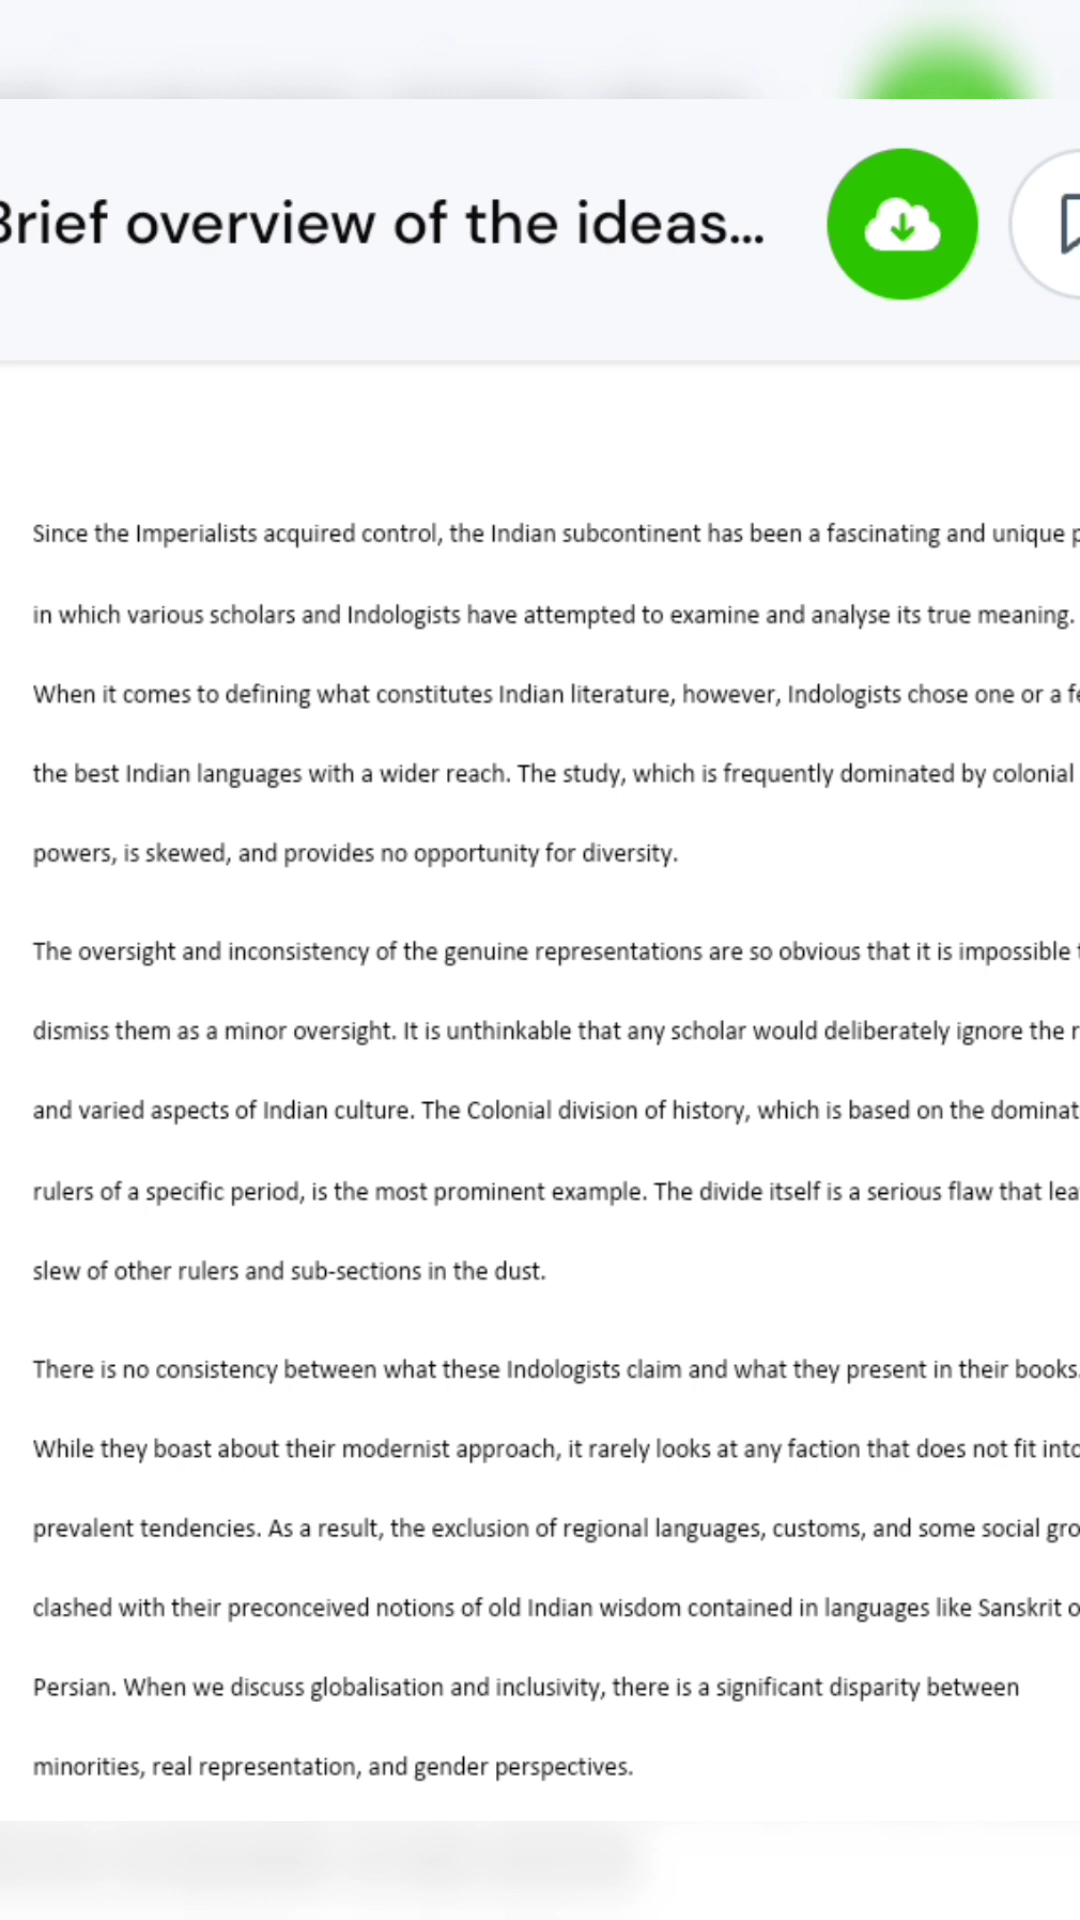 Brief overview of the ideas...
Since the Imperialists acquired control, the Indian subcontinent has been a fascinating and unique
in which various scholars and Indologists have attempted to examine and analyse its true meaning.
When it comes to defining what constitutes Indian literature, however, Indologists chose one or a
the best Indian languages with a wider reach. The study, which is frequently dominated by colonial
powers, is skewed, and provides no opportunity for diversity.
The oversight and inconsistency of the genuine representations are so obvious that it is impossible
dismiss them as a minor oversight. It is unthinkable that any scholar would deliberately ignore the
and varied aspects of Indian culture. The Colonial division of history, which is based on the
rulers of a specific period, is the most prominent example. The divide itself is a serious flaw that
slew of other rulers and sub-sections in the dust.
There is no consistency between what these Indologists claim and what they present in their books.
While they boast about their modernist approach, it rarely looks at any faction that does not fit into
prevalent tendencies. As a result, the exclusion of regional languages, customs, and some social
clashed with their preconceived notions of old Indian wisdom contained in languages like Sanskrit
Persian. When we discuss globalisation and inclusivity, there is a significant disparity between
minorities, real representation, and gender perspectives.